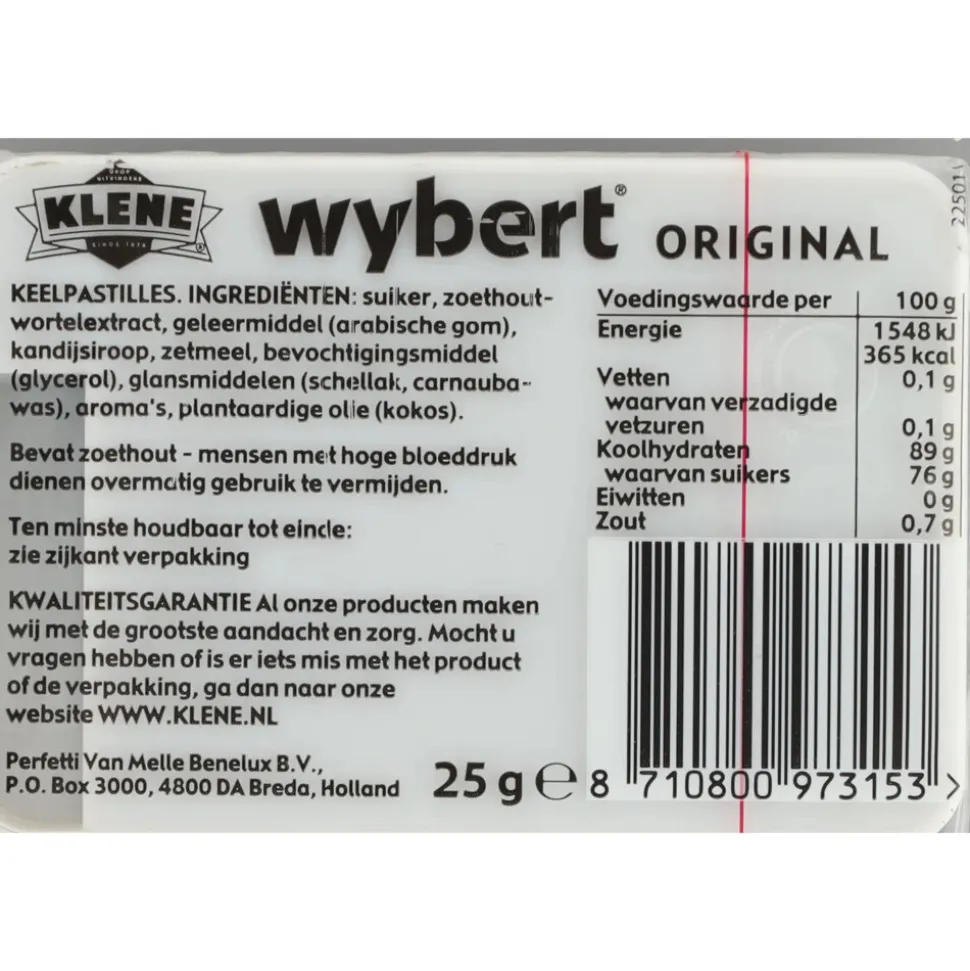 DROP
KLENE
SINDS 1876
wybert® ORIGINAL
KEELPASTILLES. INGREDIËNTEN: suiker, zoethout-
wortelextract, geleermiddel (arabische gom),
kandijsiroop, zetmeel, bevochtigingsmiddel
(glycerol), glansmiddelen (schellak, carnauba-
was), aroma's, plantaardige olie (kokos).
Bevat zoethout - mensen met hoge bloeddruk
dienen overmatig gebruik te vermijden.
Ten minste houdbaar tot einde:
zie zijkant verpakking
KWALITEITSGARANTIE Al onze producten maken
wij met de grootste aandacht en zorg. Mocht u
vragen hebben of is er iets mis met het product
of de verpakking, ga dan naar onze
website WWW.KLENE.NL
Perfetti Van Melle Benelux B.V.,
P.O. Box 3000, 4800 DA Breda, Holland
25 g ℮
Voedingswaarde per 100 g
Energie 1548 kJ
365 kcal
Vetten 0,1 g
waarvan verzadigde
vetzuren 0,1 g
Koolhydraten 89 g
waarvan suikers 76 g
Eiwitten 0 g
Zout 0,7 g
8 710800 973153 >